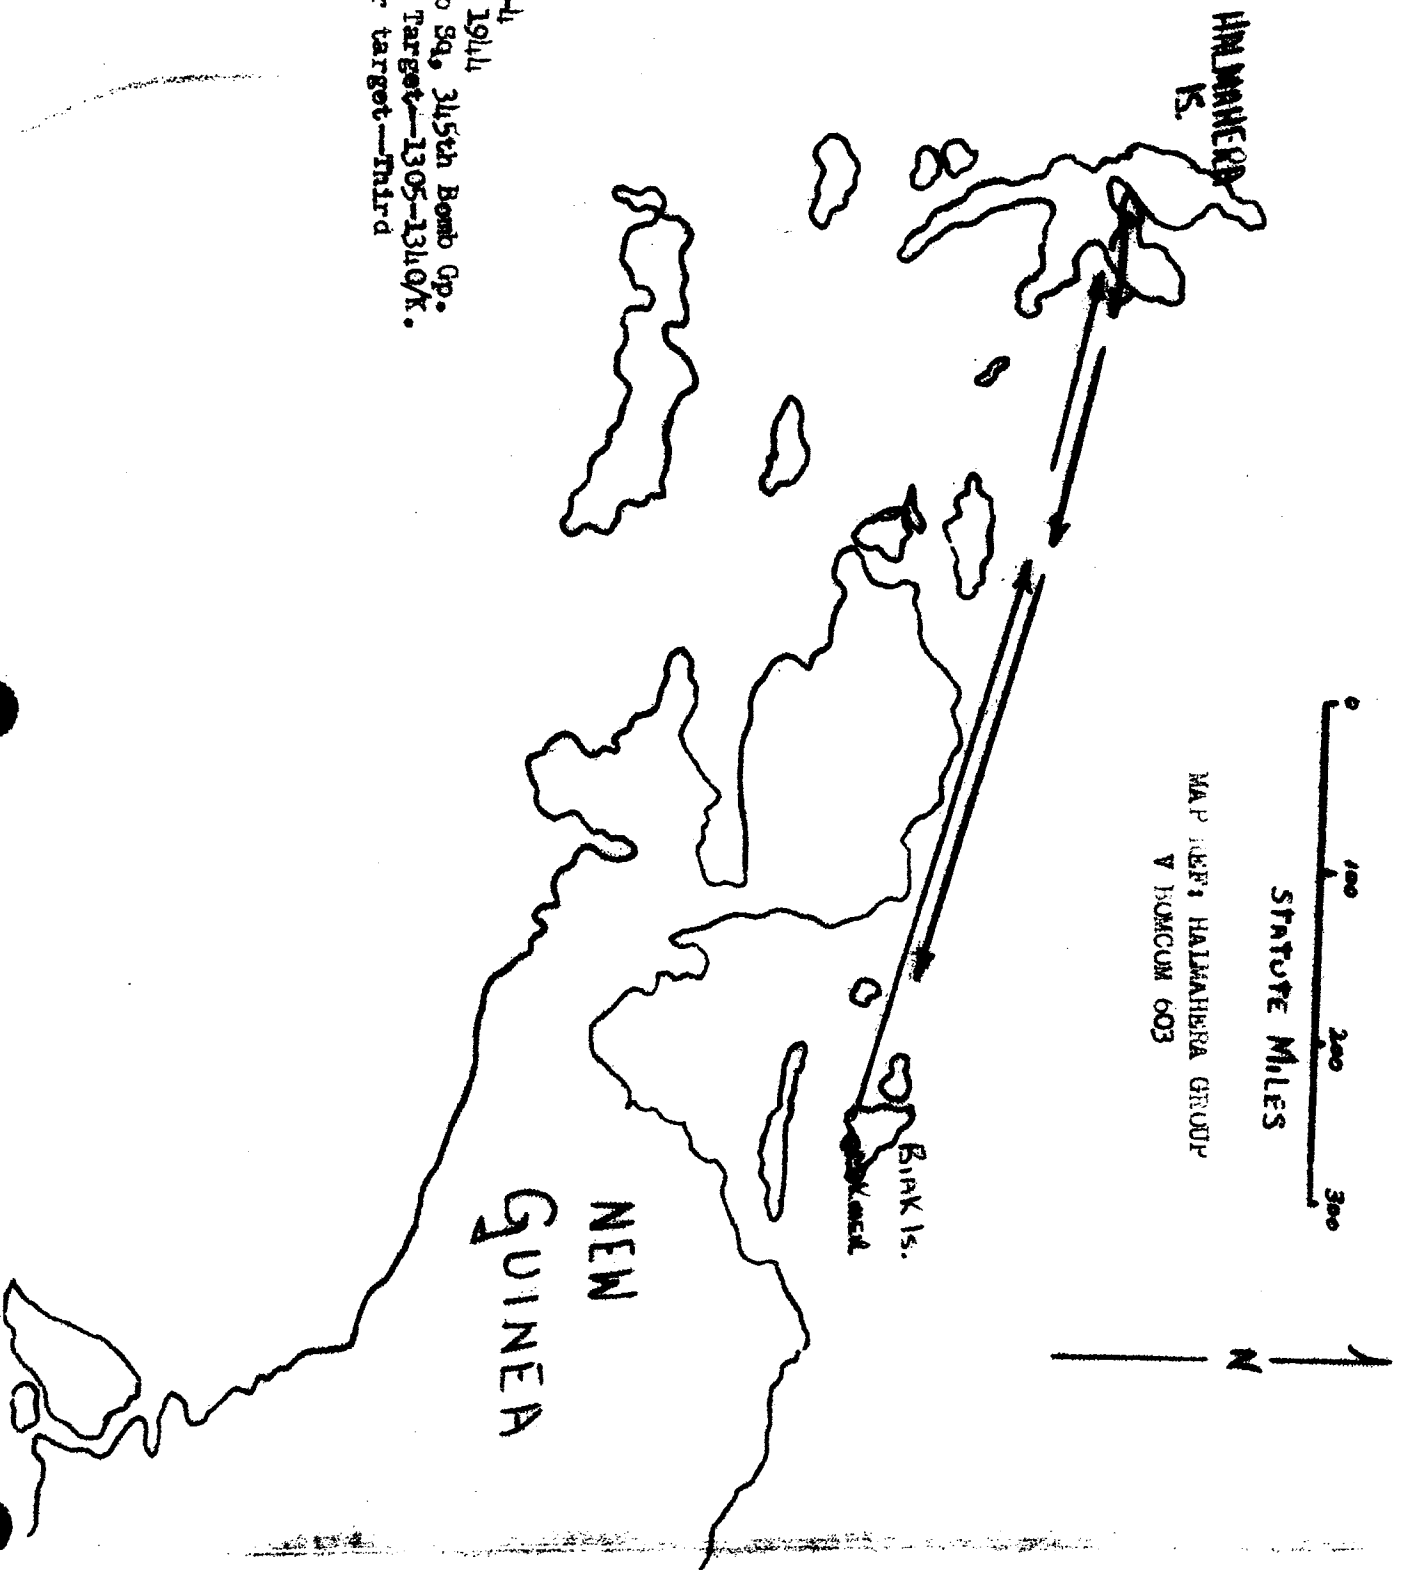 HALMAHERA
IS.
0 100 200 300
STATUTE MILES
MAP REF: HALMAHERA GROUP
V BOMCOM 603
N
BIAK Is.
NEW
GUINEA
-4
1944
o Sq, 345th Bomb Gp.
Target—1305-1340/K.
r target—Third